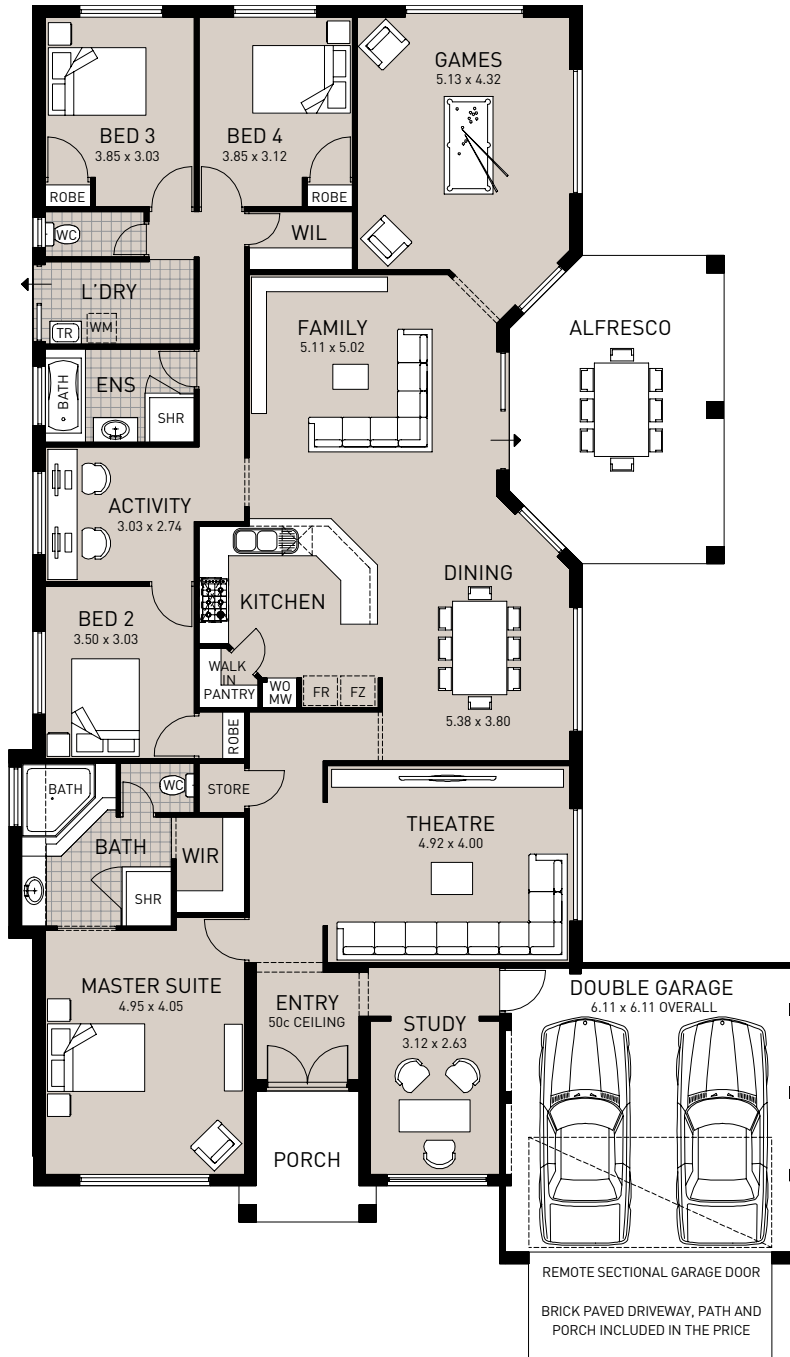 GAMES
5.13 x 4.32
BED 3
3.85 x 3.03
BED 4
3.85 x 3.12
ROBE
ROBE
WC
WIL
L'DRY
TR
WM
FAMILY
5.11 x 5.02
ALFRESCO
BATH
ENS
SHR
ACTIVITY
3.03 x 2.74
KITCHEN
DINING
5.38 x 3.80
BED 2
3.50 x 3.03
WALK
IN
PANTRY
WO
MW
FR
FZ
ROBE
BATH
WC
STORE
BATH
WIR
SHR
THEATRE
4.92 x 4.00
MASTER SUITE
4.95 x 4.05
ENTRY
50c CEILING
STUDY
3.12 x 2.63
DOUBLE GARAGE
6.11 x 6.11 OVERALL
PORCH
REMOTE SECTIONAL GARAGE DOOR
BRICK PAVED DRIVEWAY, PATH AND
PORCH INCLUDED IN THE PRICE